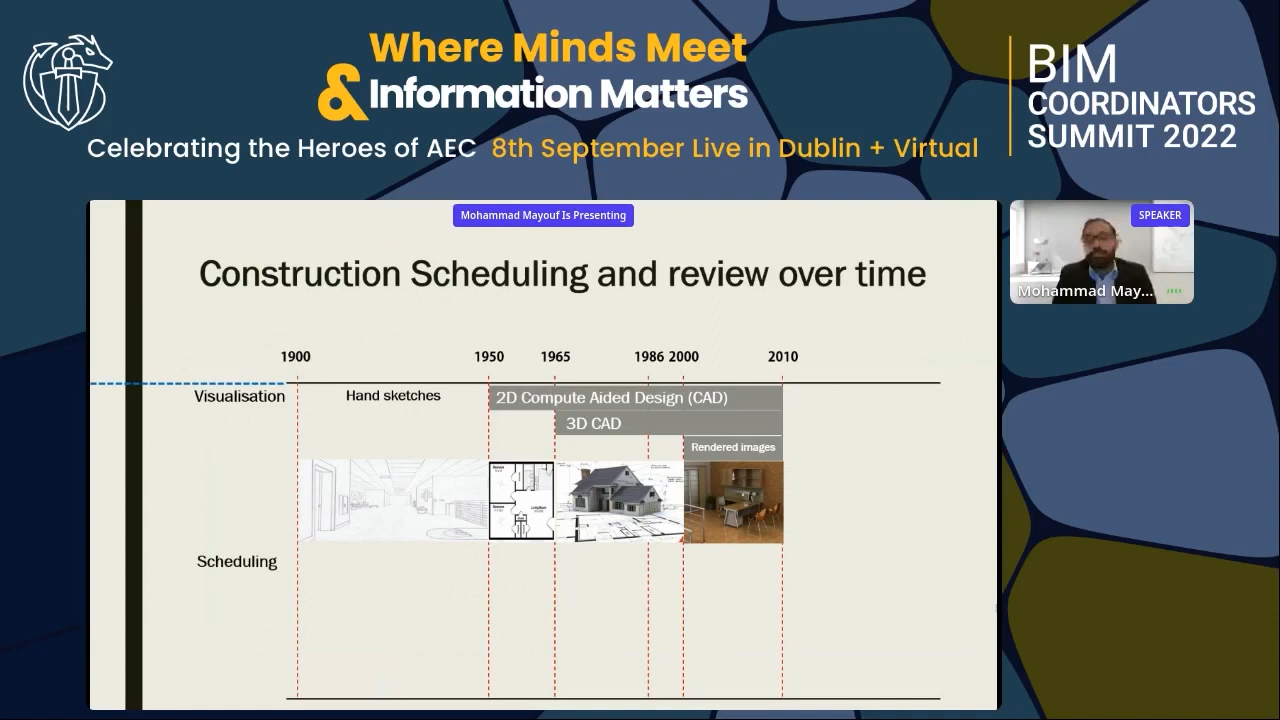 Where Minds Meet
& Information Matters
Celebrating the Heroes of AEC 8th September Live in Dublin + Virtual
BIM
COORDINATORS
SUMMIT 2022
Mohammad Mayouf Is Presenting
SPEAKER
Mohammad May...
Construction Scheduling and review over time
1900 1950 1965 1986 2000 2010
Visualisation Hand sketches 2D Compute Aided Design (CAD)
3D CAD
Rendered images
Scheduling